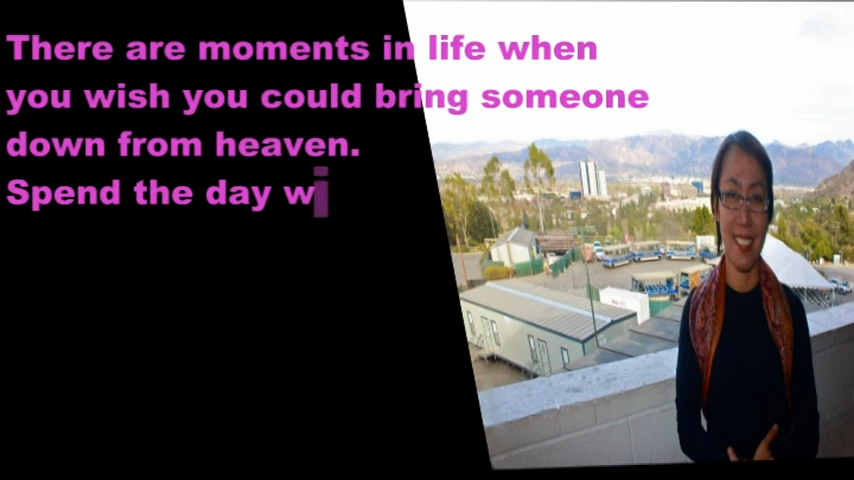 There are moments in life when
you wish you could bring someone
down from heaven.
Spend the day wi